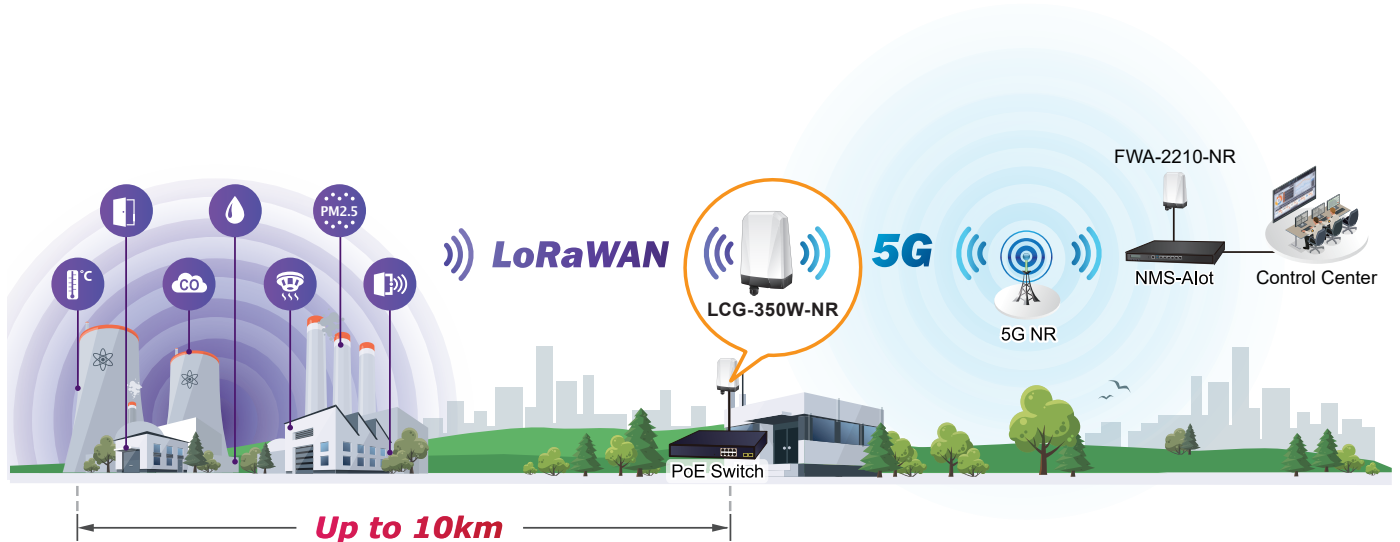 PM2.5
°C
CO
LoRaWAN
LCG-350W-NR
5G
5G NR
FWA-2210-NR
NMS-AIot
Control Center
PoE Switch
Up to 10km